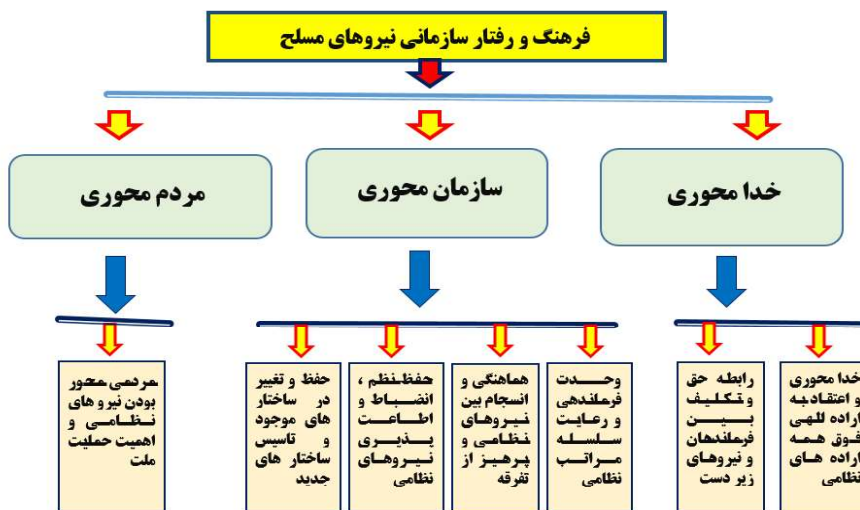 فرهنگ و رفتار سازمانی نیروهای مسلح
خدا محوری
سازمان محوری
مردم محوری
خدا محوری
و اعتقاد به
اراده اللهی
فوق همه
اراده های
نظامی
رابطه حق
و تکلیف
بین
فرماندهان
و نیروهای
زیر دست
وحدت
فرماندهی
و رعایت
سلسله
مراتب
نظامی
هماهنگی و
انسجام بین
نیروهای
نظامی و
پرهیز از
تفرقه
حفظ نظم ،
انضباط و
اطاعت
پذیری
نیروهای
نظامی
حفظ و تغییر
در ساختار
های موجود
و تاسیس
ساختار های
جدید
مردمی محور
بودن نیرو های
نظامی و
اهمیت حمایت
ملت